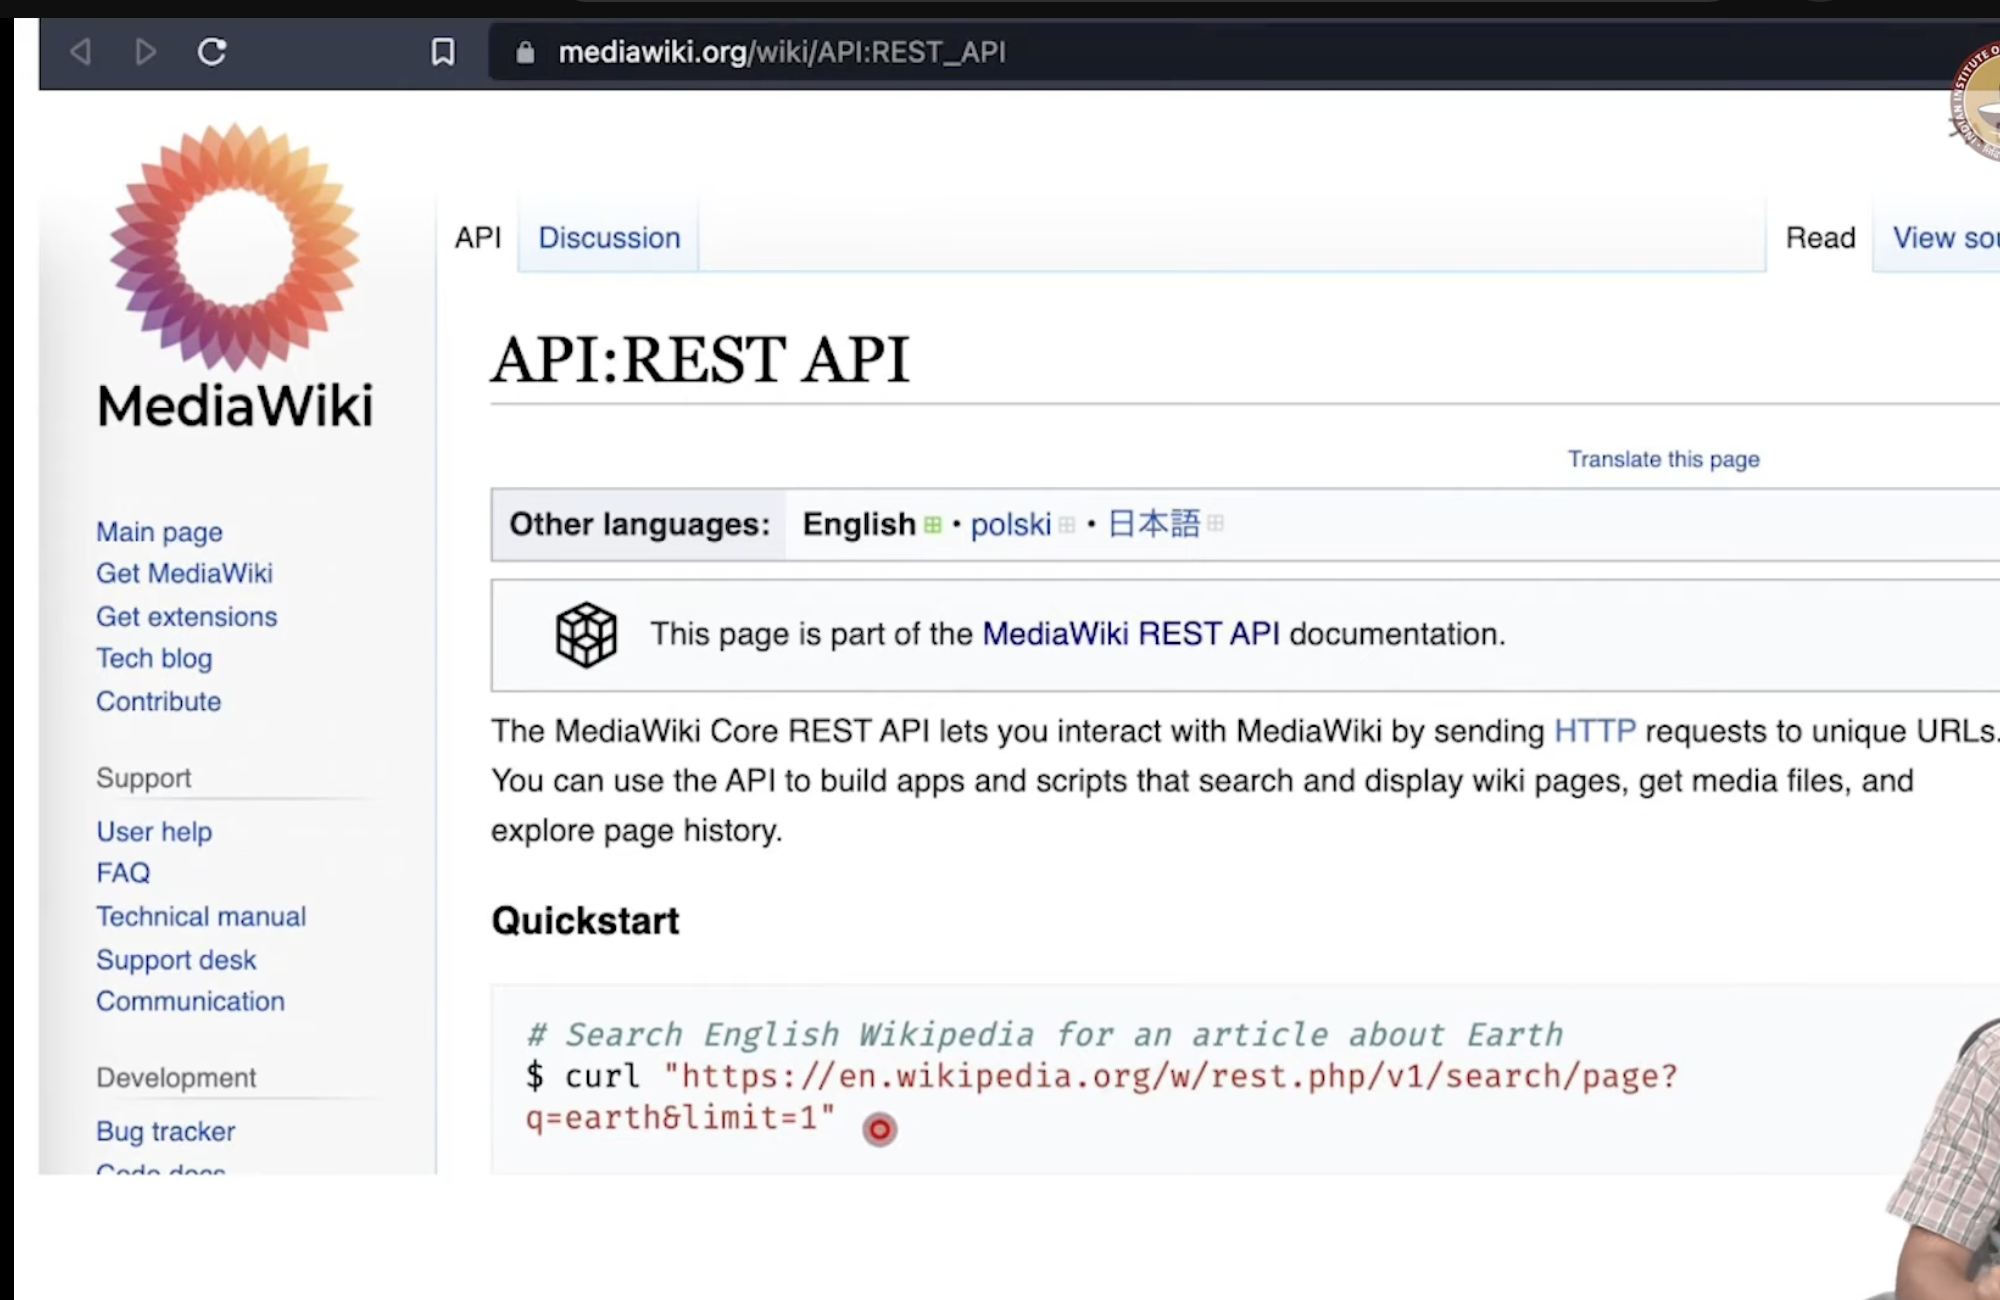 mediawiki.org/wiki/API:REST_API
INDIAN INSTITUTE O
MediaWiki
API Discussion Read View sou
API:REST API
Translate this page
Other languages: English • polski • 日本語
This page is part of the MediaWiki REST API documentation.
The MediaWiki Core REST API lets you interact with MediaWiki by sending HTTP requests to unique URLs.
You can use the API to build apps and scripts that search and display wiki pages, get media files, and
explore page history.
Quickstart
# Search English Wikipedia for an article about Earth
$ curl "https://en.wikipedia.org/w/rest.php/v1/search/page?
q=earth&limit=1"
Main page
Get MediaWiki
Get extensions
Tech blog
Contribute
Support
User help
FAQ
Technical manual
Support desk
Communication
Development
Bug tracker
Code docs